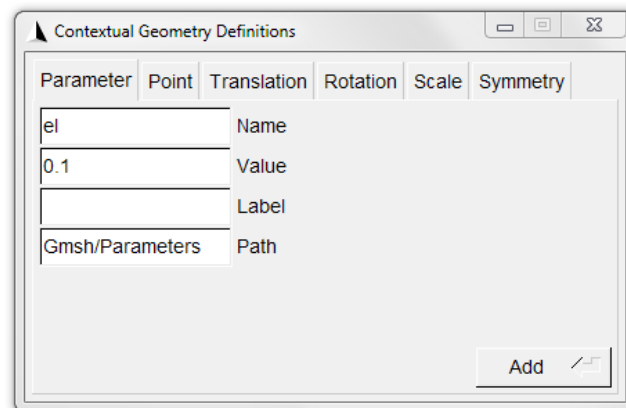 Contextual Geometry Definitions
Parameter Point Translation Rotation Scale Symmetry
el Name
0.1 Value
Label
Gmsh/Parameters Path
Add